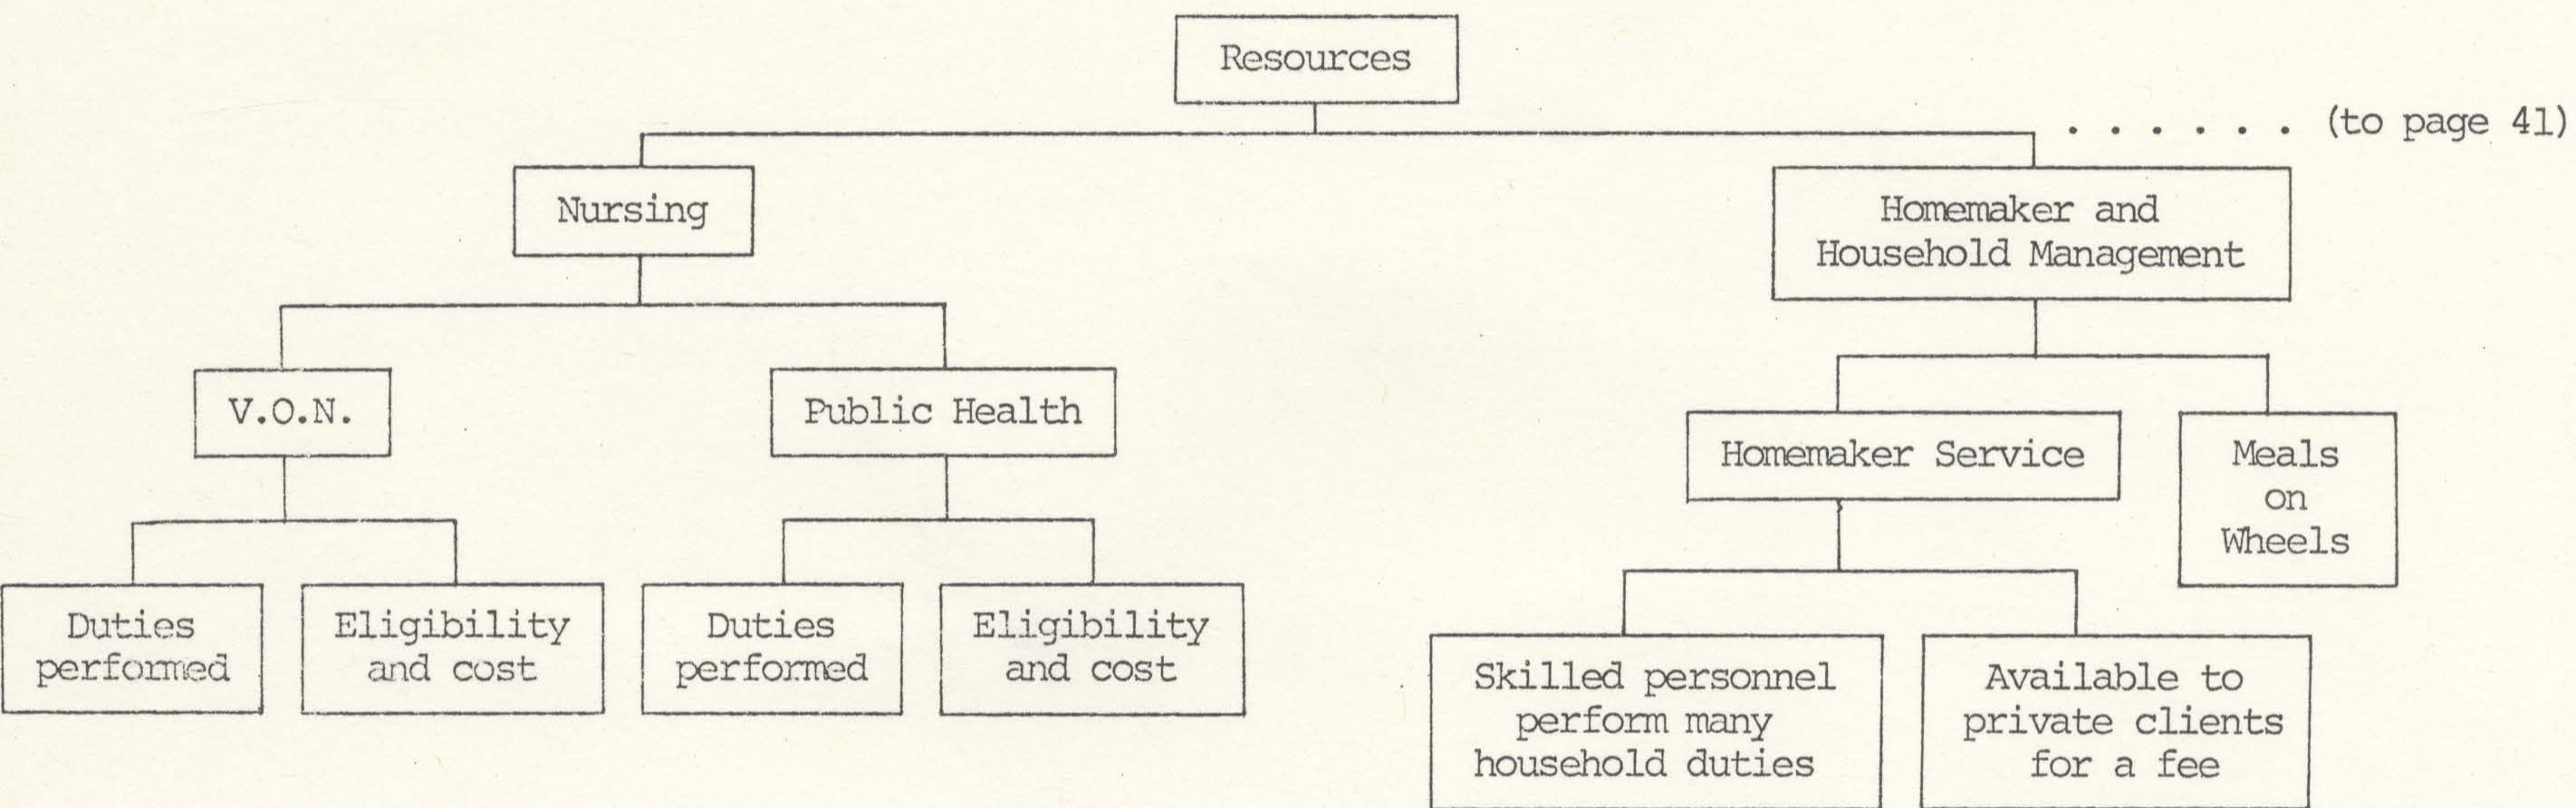 Resources
. . . . . . (to page 41)
Nursing
Homemaker and
Household Management
V.O.N.
Public Health
Homemaker Service
Meals
on
Wheels
Duties
performed
Eligibility
and cost
Duties
performed
Eligibility
and cost
Skilled personnel
perform many
household duties
Available to
private clients
for a fee